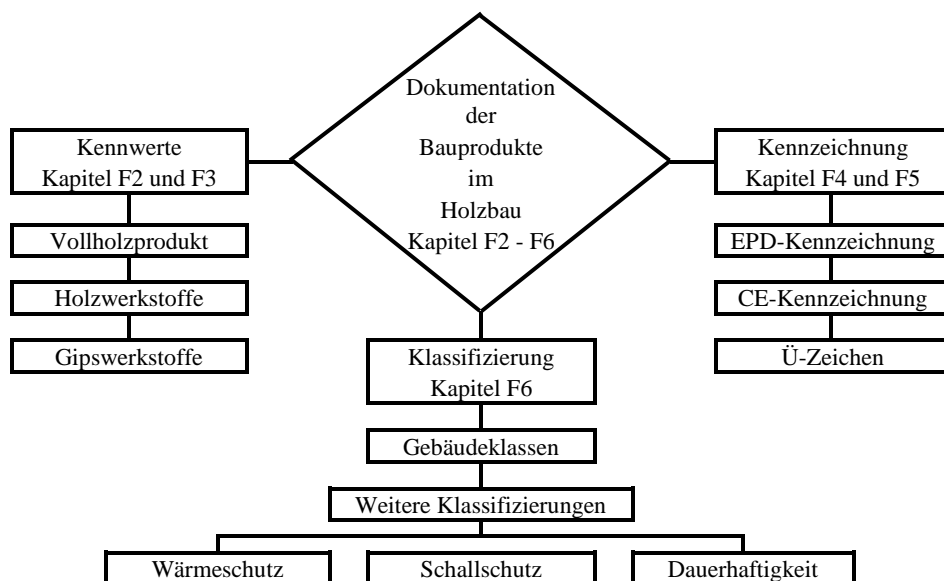 Dokumentation
der
Bauprodukte
im
Holzbau
Kapitel F2 - F6
Kennwerte
Kapitel F2 und F3
Vollholzprodukt
Holzwerkstoffe
Gipswerkstoffe
Kennzeichnung
Kapitel F4 und F5
EPD-Kennzeichnung
CE-Kennzeichnung
Ü-Zeichen
Klassifizierung
Kapitel F6
Gebäudeklassen
Weitere Klassifizierungen
Wärmeschutz
Schallschutz
Dauerhaftigkeit